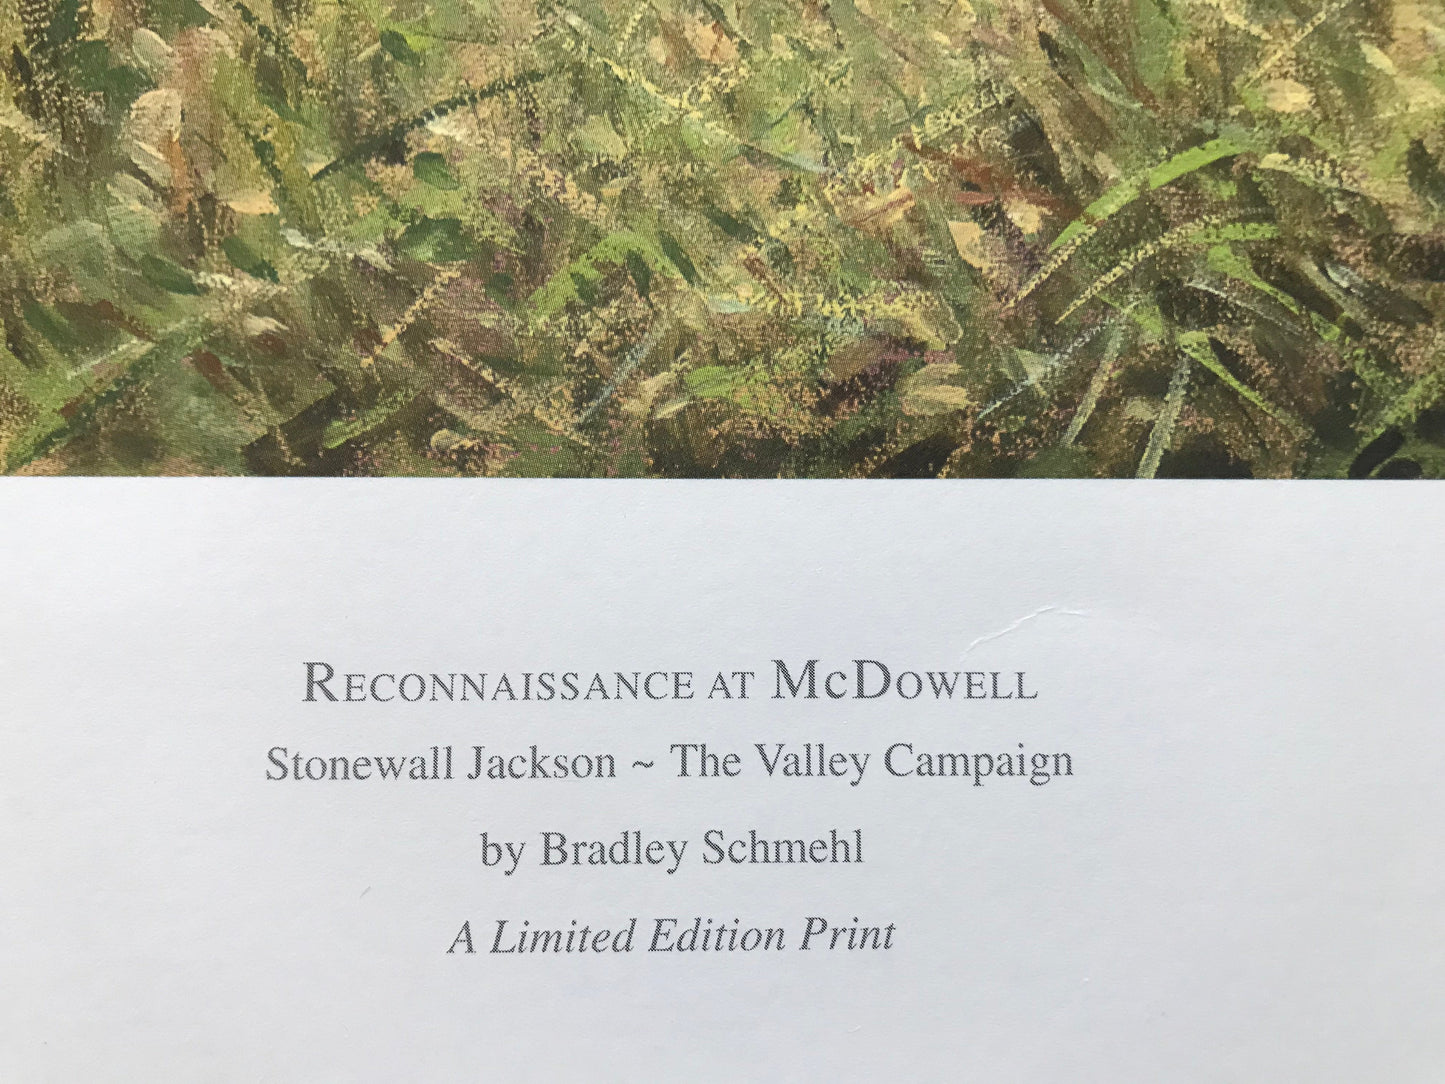 Reconnaissance at McDowell
Stonewall Jackson ~ The Valley Campaign
by Bradley Schmehl
A Limited Edition Print